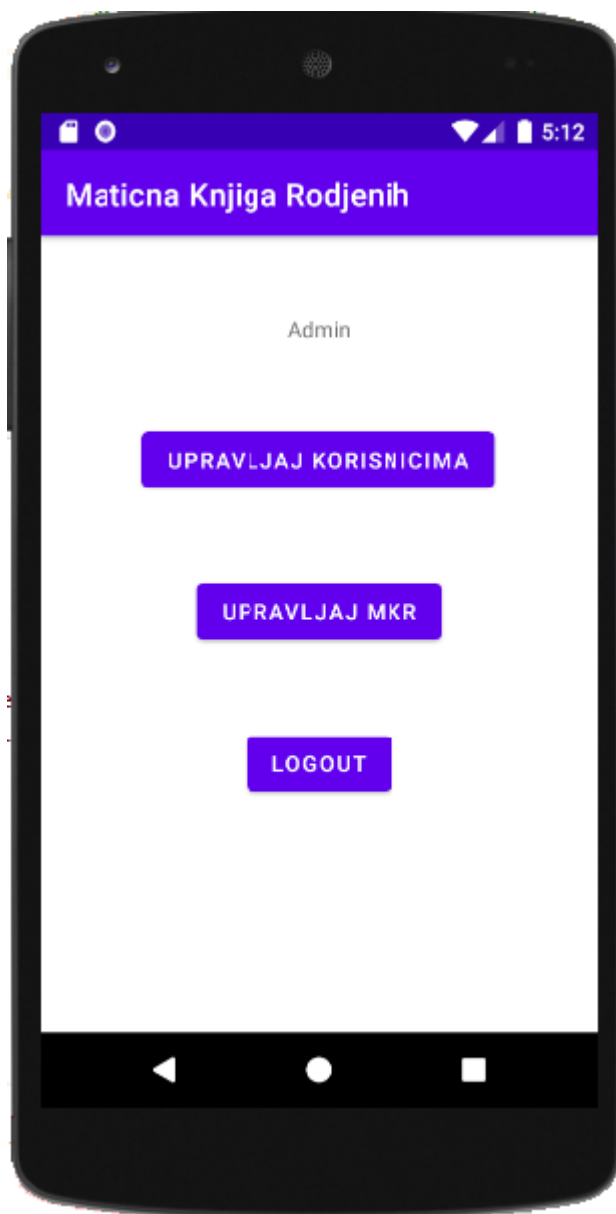 5:12
Maticna Knjiga Rodjenih
Admin
UPRAVLJAJ KORISNICIMA
UPRAVLJAJ MKR
LOGOUT